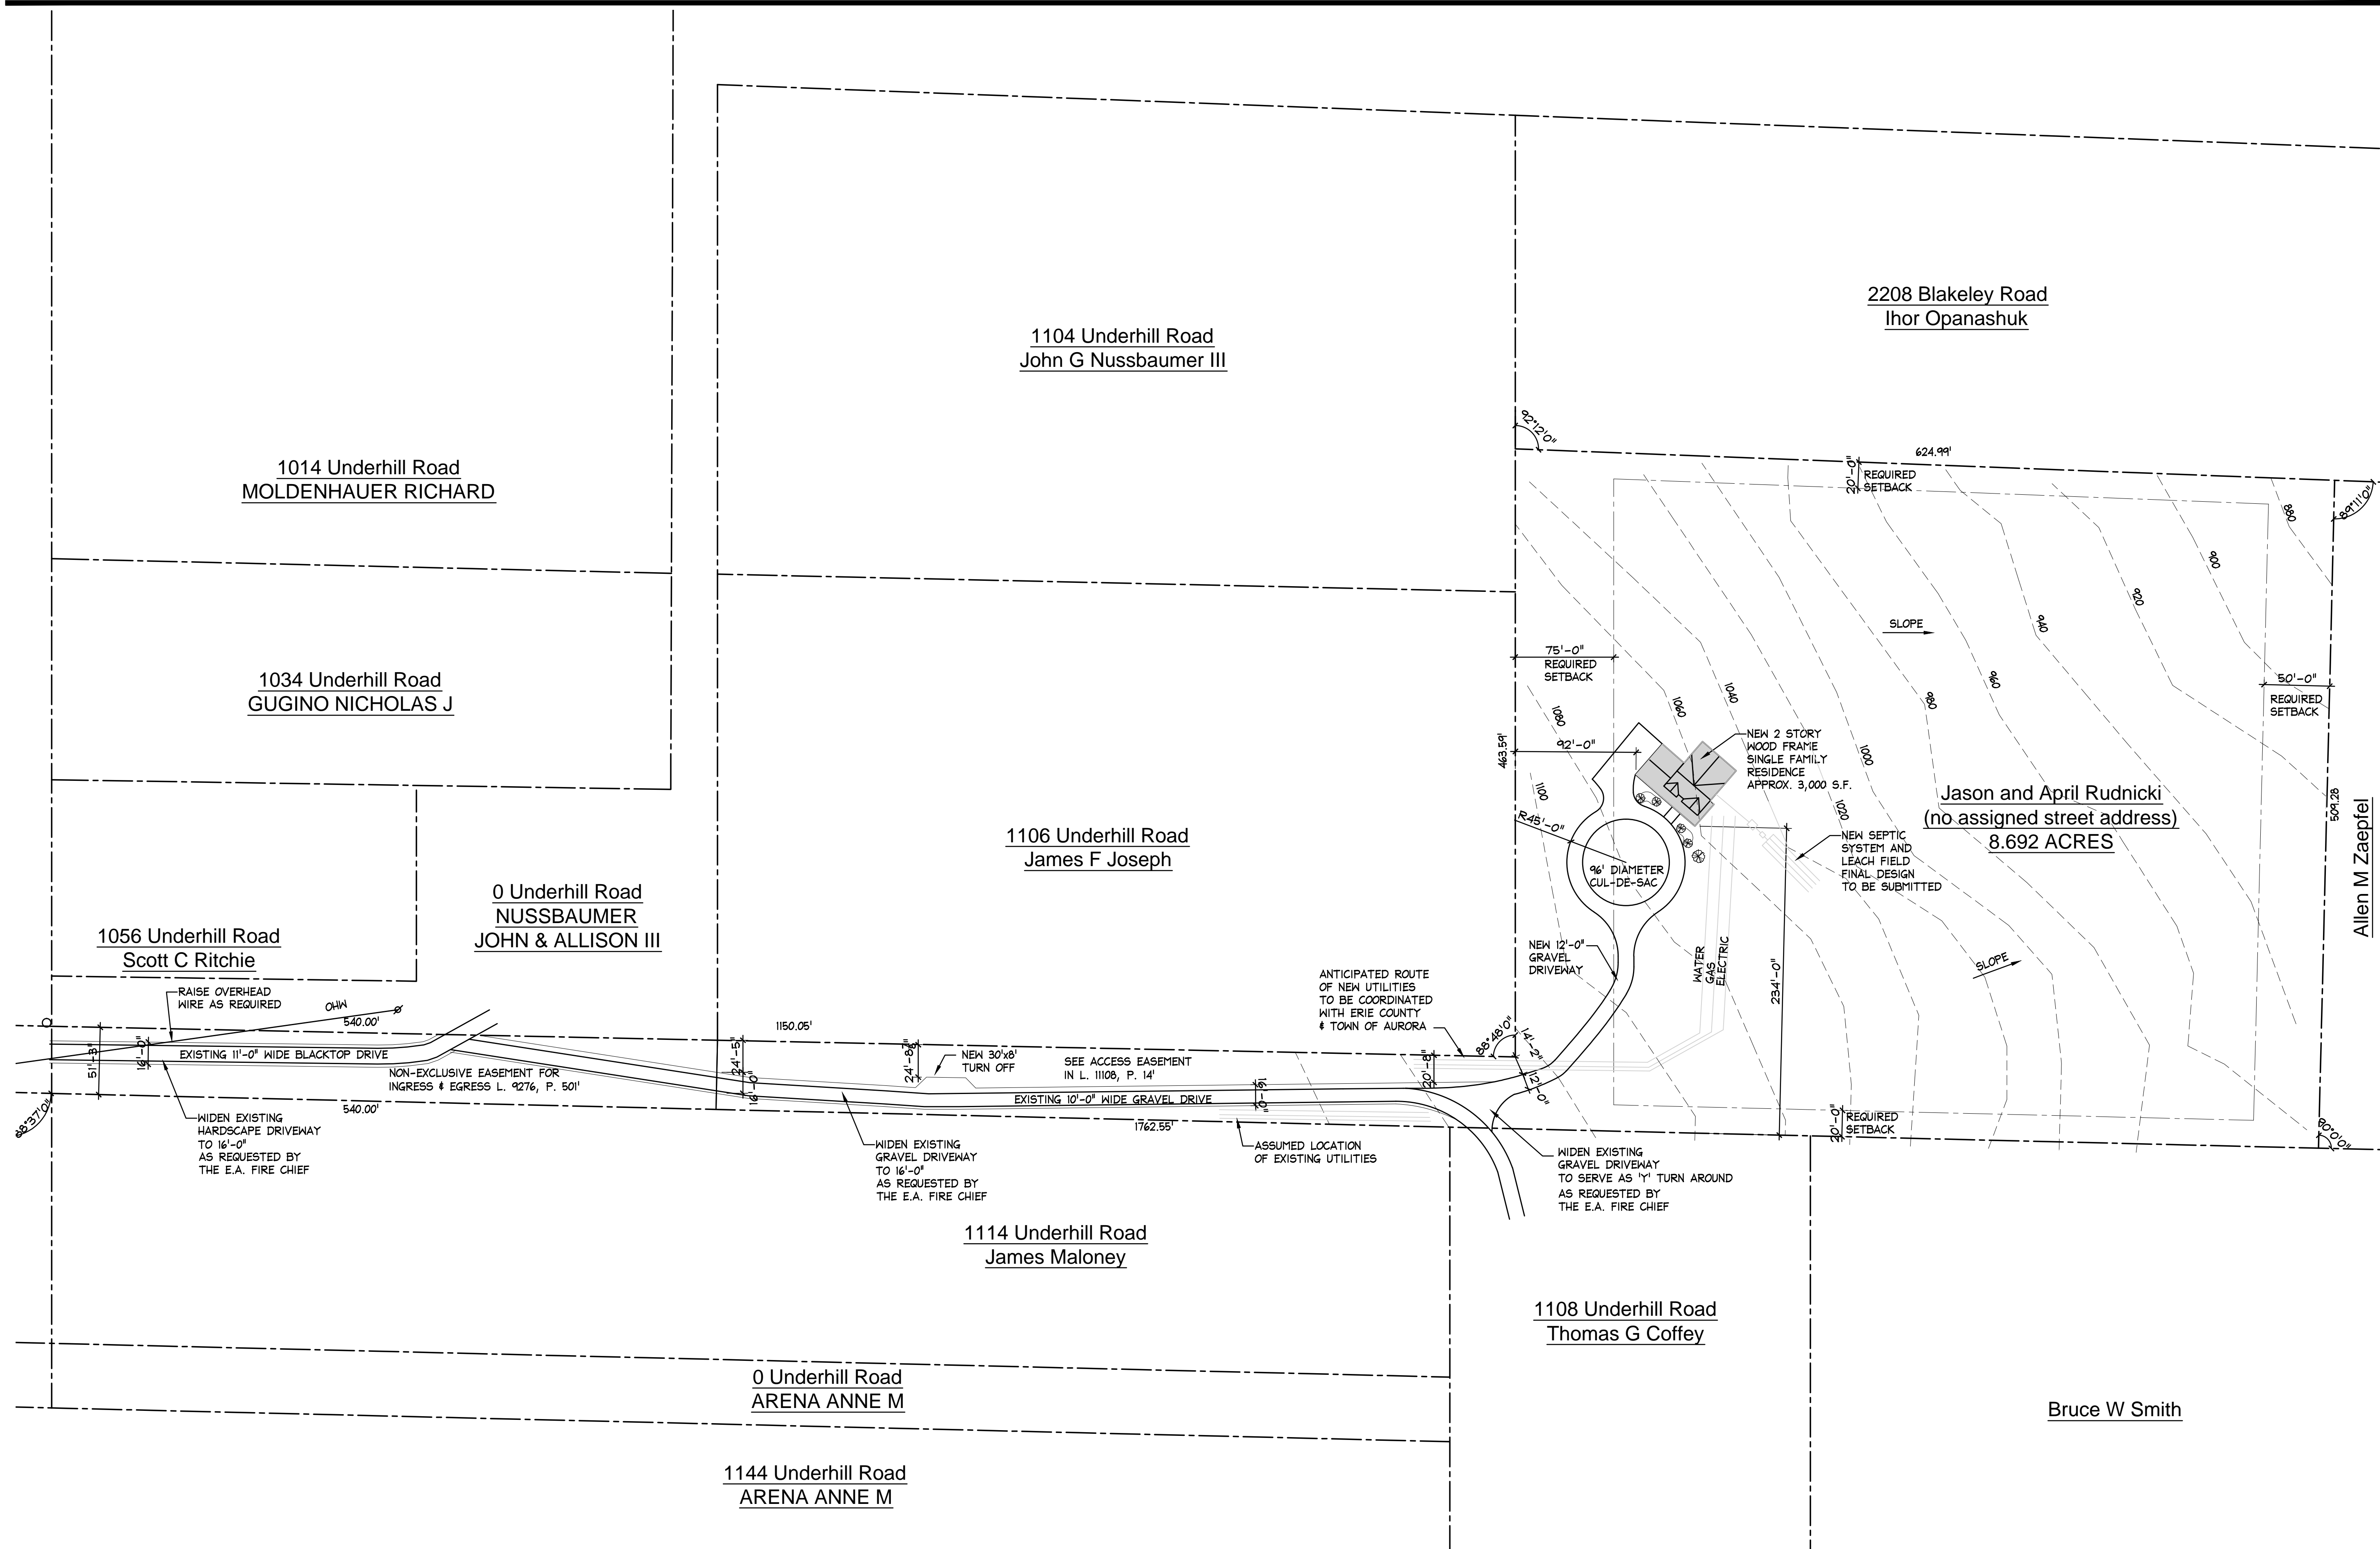 2208 Blakeley Road
Ihor Opanashuk
1104 Underhill Road
John G Nussbaumer III
1014 Underhill Road
MOLDENHAUER RICHARD
92°12'0"
624.99'
20'-0"
REQUIRED
SETBACK
89°11'0"
880
900
920
940
960
980
1000
1020
1040
1060
1080
1100
SLOPE
75'-0"
REQUIRED
SETBACK
50'-0"
REQUIRED
SETBACK
1034 Underhill Road
GUGINO NICHOLAS J
463.59'
92'-0"
NEW 2 STORY
WOOD FRAME
SINGLE FAMILY
RESIDENCE
APPROX. 3,000 S.F.
Jason and April Rudnicki
(no assigned street address)
8.692 ACRES
509.28
Allen M Zaepfel
R45'-0"
96' DIAMETER
CUL-DE-SAC
NEW SEPTIC
SYSTEM AND
LEACH FIELD
FINAL DESIGN
TO BE SUBMITTED
1106 Underhill Road
James F Joseph
0 Underhill Road
NUSSBAUMER
JOHN & ALLISON III
1056 Underhill Road
Scott C Ritchie
NEW 12'-0"
GRAVEL
DRIVEWAY
WATER
GAS
ELECTRIC
234'-0"
SLOPE
ANTICIPATED ROUTE
OF NEW UTILITIES
TO BE COORDINATED
WITH ERIE COUNTY
& TOWN OF AURORA
RAISE OVERHEAD
WIRE AS REQUIRED
OHW
540.00'
1150.05'
88°48'0"
14'-2"
12'-0"
20'-8"
51'-3"
16'-0"
EXISTING 11'-0" WIDE BLACKTOP DRIVE
NON-EXCLUSIVE EASEMENT FOR
INGRESS & EGRESS L. 9276, P. 501'
24'-5"
16'-0"
NEW 30'x8'
TURN OFF
SEE ACCESS EASEMENT
IN L. 11108, P. 14'
EXISTING 10'-0" WIDE GRAVEL DRIVE
16'-0"
540.00'
1762.55'
WIDEN EXISTING
HARDSCAPE DRIVEWAY
TO 16'-0"
AS REQUESTED BY
THE E.A. FIRE CHIEF
WIDEN EXISTING
GRAVEL DRIVEWAY
TO 16'-0"
AS REQUESTED BY
THE E.A. FIRE CHIEF
ASSUMED LOCATION
OF EXISTING UTILITIES
WIDEN EXISTING
GRAVEL DRIVEWAY
TO SERVE AS 'Y' TURN AROUND
AS REQUESTED BY
THE E.A. FIRE CHIEF
20'-0"
REQUIRED
SETBACK
1114 Underhill Road
James Maloney
1108 Underhill Road
Thomas G Coffey
0 Underhill Road
ARENA ANNE M
Bruce W Smith
1144 Underhill Road
ARENA ANNE M